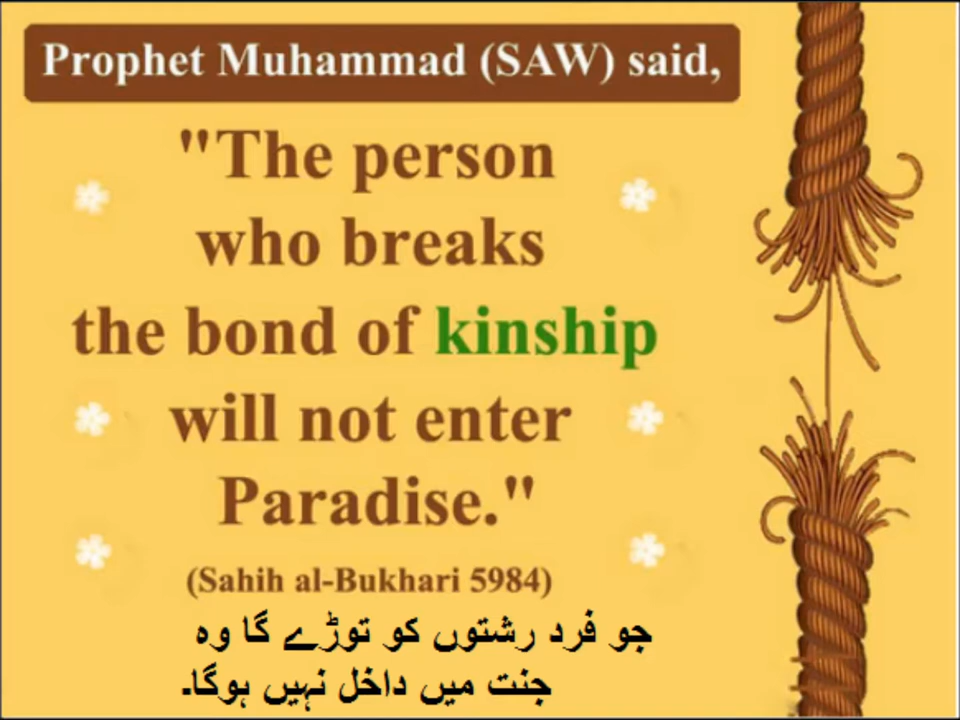 Prophet Muhammad (SAW) said,
"The person
who breaks
the bond of kinship
will not enter
Paradise."
(Sahih al-Bukhari 5984)
جو فرد رشتوں کو توڑے گا وہ
جنت میں داخل نہیں ہوگا۔